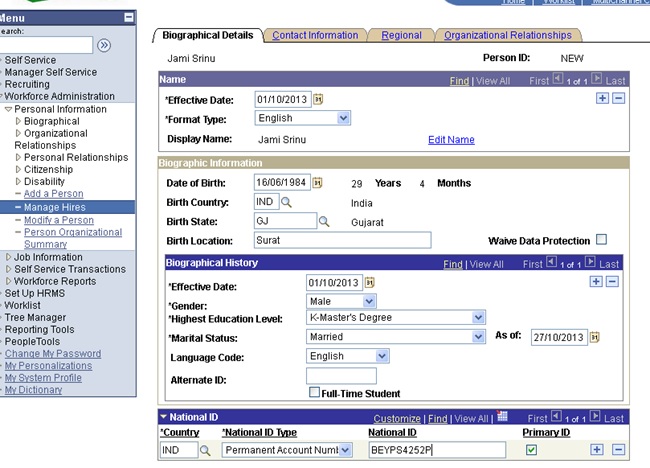 Home | Worklist | Multichannel
Menu
earch:
Self Service
Manager Self Service
Recruiting
Workforce Administration
Personal Information
Biographical
Organizational
Relationships
Personal Relationships
Citizenship
Disability
Add a Person
Manage Hires
Modify a Person
Person Organizational
Summary
Job Information
Self Service Transactions
Workforce Reports
Set Up HRMS
Worklist
Tree Manager
Reporting Tools
PeopleTools
Change My Password
My Personalizations
My System Profile
My Dictionary
Biographical Details Contact Information Regional Organizational Relationships
Jami Srinu Person ID: NEW
Name Find | View All First 1 of 1 Last
*Effective Date: 01/10/2013
*Format Type: English
Display Name: Jami Srinu Edit Name
Biographic Information
Date of Birth: 16/06/1984 29 Years 4 Months
Birth Country: IND India
Birth State: GJ Gujarat
Birth Location: Surat Waive Data Protection
Biographical History Find | View All First 1 of 1 Last
*Effective Date: 01/10/2013
*Gender: Male
*Highest Education Level: K-Master's Degree
*Marital Status: Married As of: 27/10/2013
Language Code: English
Alternate ID:
Full-Time Student
National ID Customize | Find | View All | First 1 of 1 Last
*Country *National ID Type National ID Primary ID
IND Permanent Account Numl BEYPS4252P